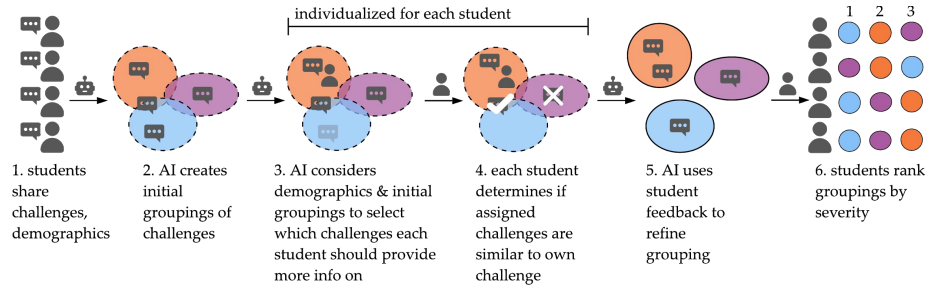 individualized for each student
1 2 3
1. students
share
challenges,
demographics
2. AI creates
initial
groupings of
challenges
3. AI considers
demographics & initial
groupings to select
which challenges each
student should provide
more info on
4. each student
determines if
assigned
challenges are
similar to own
challenge
5. AI uses
student
feedback to
refine
grouping
6. students rank
groupings by
severity